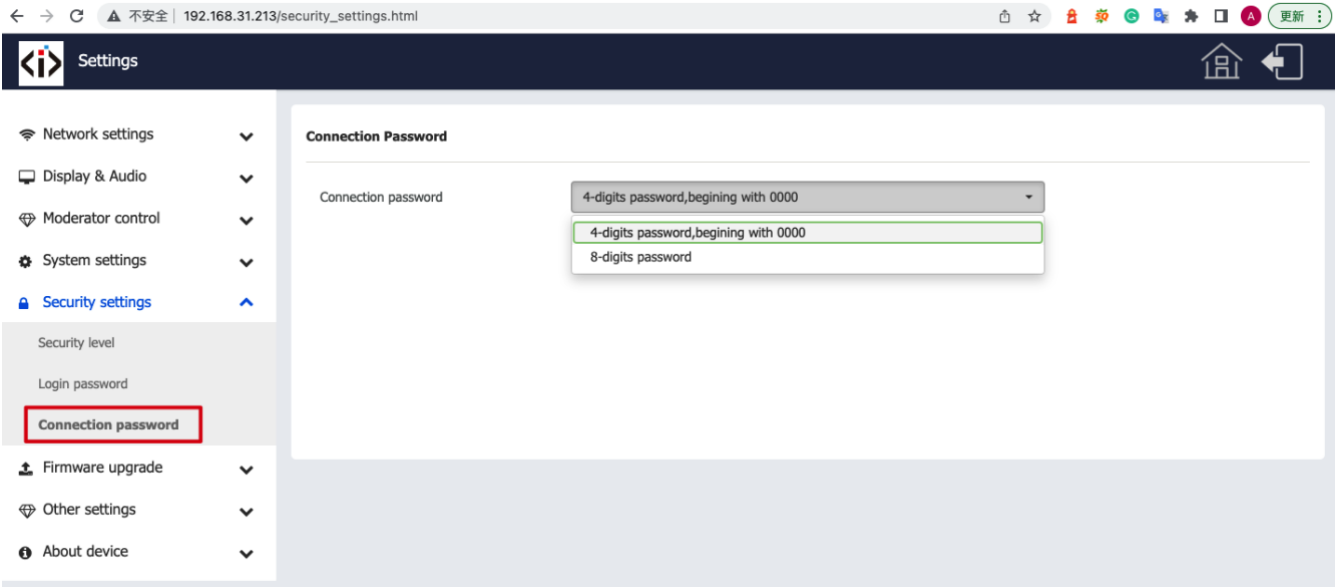 不安全 192.168.31.213/security_settings.html
A
更新
<i> Settings
Network settings
Display & Audio
Moderator control
System settings
Security settings
Security level
Login password
Connection password
Firmware upgrade
Other settings
About device
Connection Password
Connection password
4-digits password,begining with 0000
4-digits password,begining with 0000
8-digits password